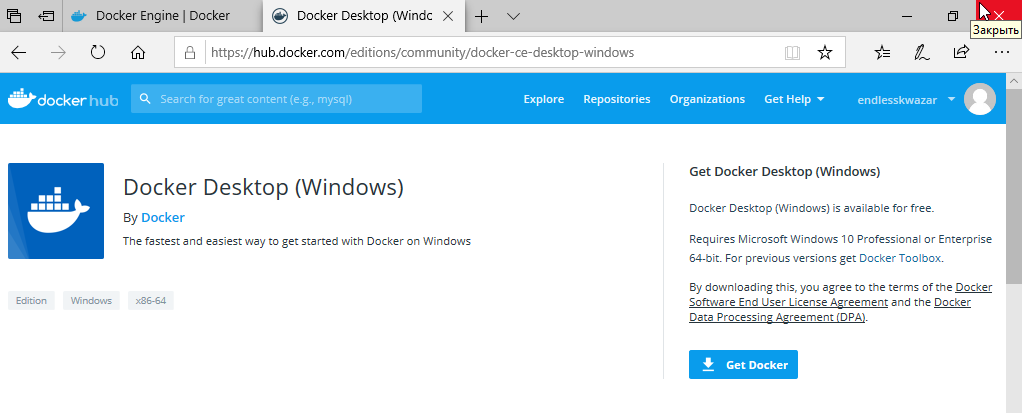 Docker Engine | Docker
Docker Desktop (Windo
Закрыть
https://hub.docker.com/editions/community/docker-ce-desktop-windows
docker hub
Search for great content (e.g., mysql)
Explore
Repositories
Organizations
Get Help
endlesskwazar
Docker Desktop (Windows)
By Docker
The fastest and easiest way to get started with Docker on Windows
Edition
Windows
x86-64
Get Docker Desktop (Windows)
Docker Desktop (Windows) is available for free.
Requires Microsoft Windows 10 Professional or Enterprise
64-bit. For previous versions get Docker Toolbox.
By downloading this, you agree to the terms of the Docker
Software End User License Agreement and the Docker
Data Processing Agreement (DPA).
Get Docker